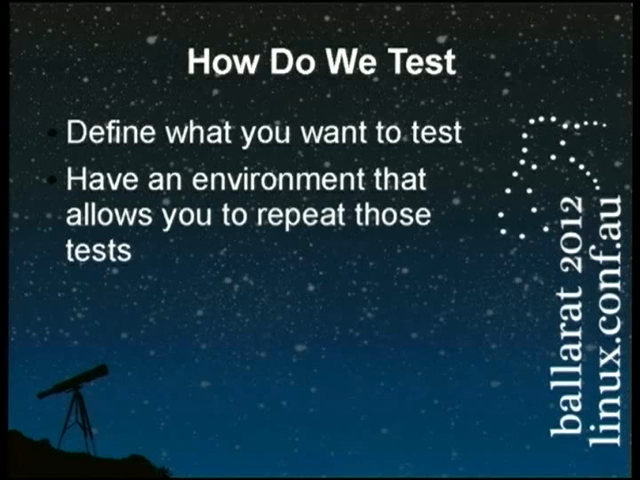 How Do We Test
Define what you want to test
Have an environment that
allows you to repeat those
tests
ballarat 2012
linux.conf.au